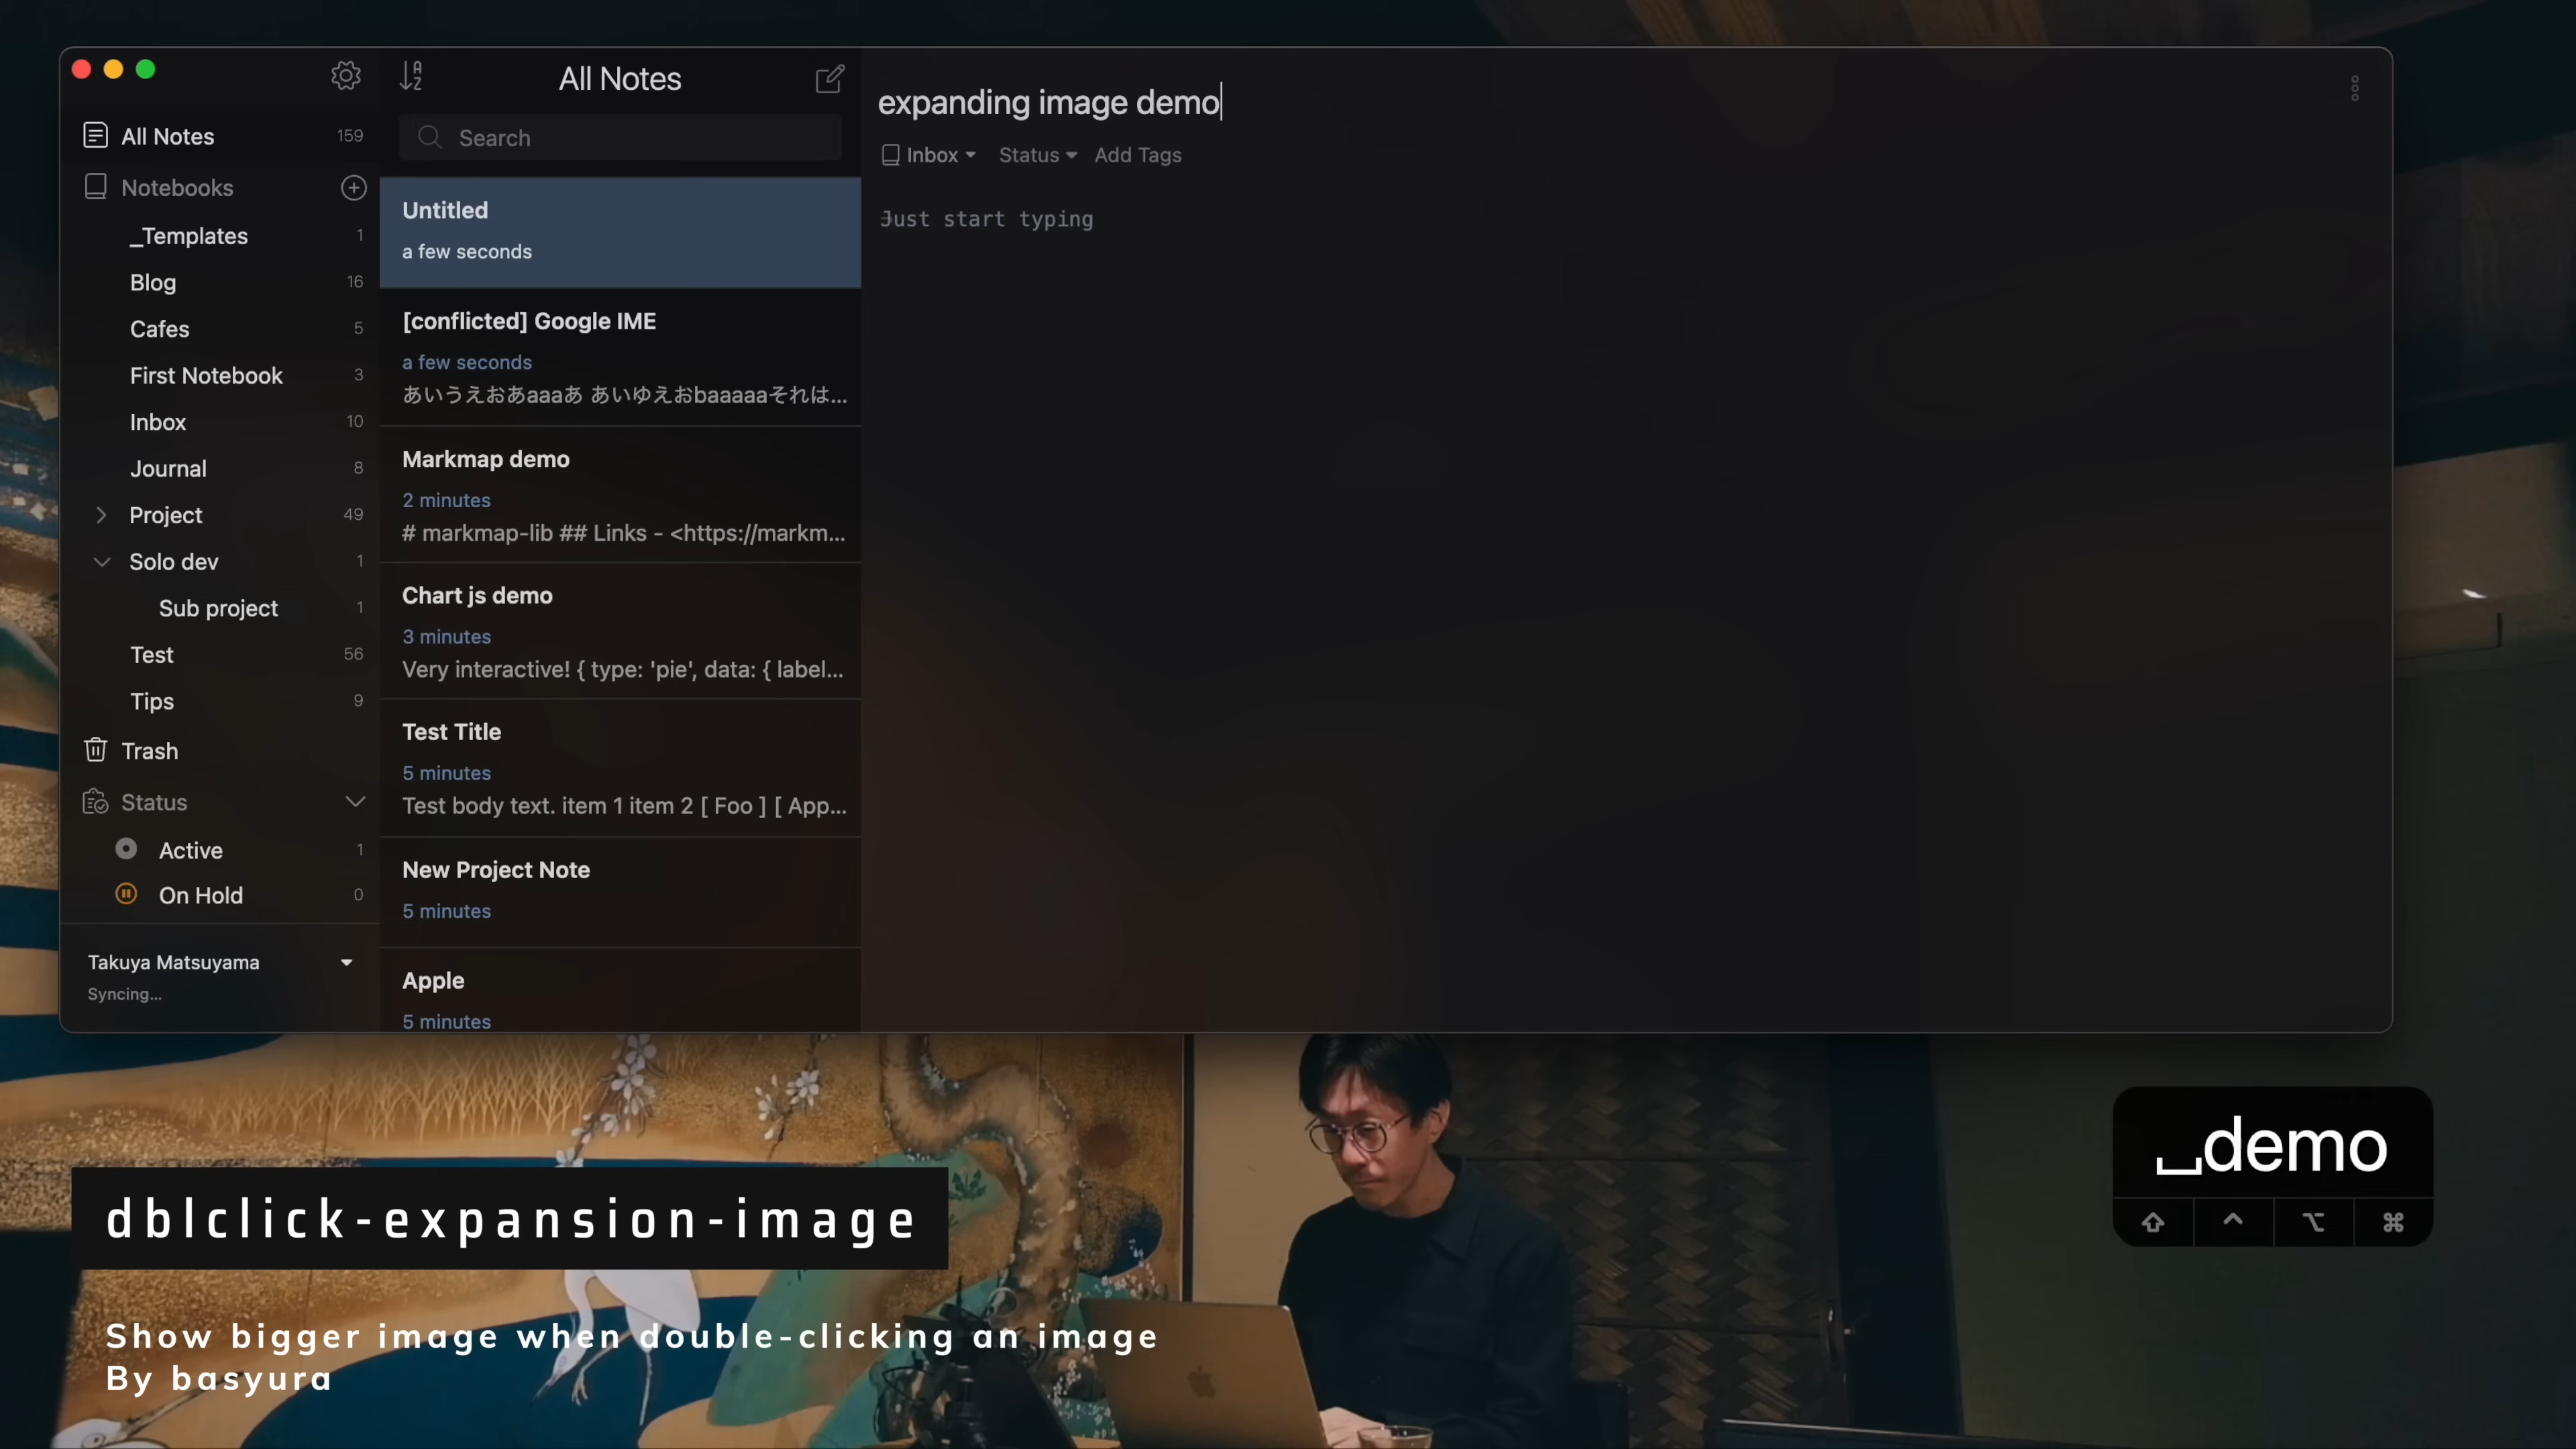 All Notes 159
Notebooks
_Templates 1
Blog 16
Cafes 5
First Notebook 3
Inbox 10
Journal 8
Project 49
Solo dev 1
Sub project 1
Test 56
Tips 9
Trash
Status
Active 1
On Hold 0
Takuya Matsuyama
Syncing...
All Notes
Search
Untitled
a few seconds
[conflicted] Google IME
a few seconds
あいうえおあaaaあ あいゆえおbaaaaaそれは...
Markmap demo
2 minutes
# markmap-lib ## Links - <https://markm...
Chart js demo
3 minutes
Very interactive! { type: 'pie', data: { label...
Test Title
5 minutes
Test body text. item 1 item 2 [ Foo ] [ App...
New Project Note
5 minutes
Apple
5 minutes
expanding image demo
Inbox Status Add Tags
Just start typing
␣demo
dblclick-expansion-image
Show bigger image when double-clicking an image
By basyura